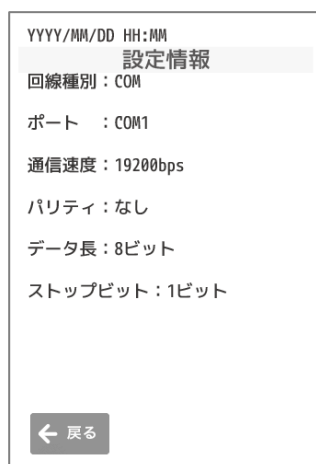 YYYY/MM/DD HH:MM
設定情報
回線種別：COM
ポート　：COM1
通信速度：19200bps
パリティ：なし
データ長：8ビット
ストップビット：1ビット
戻る